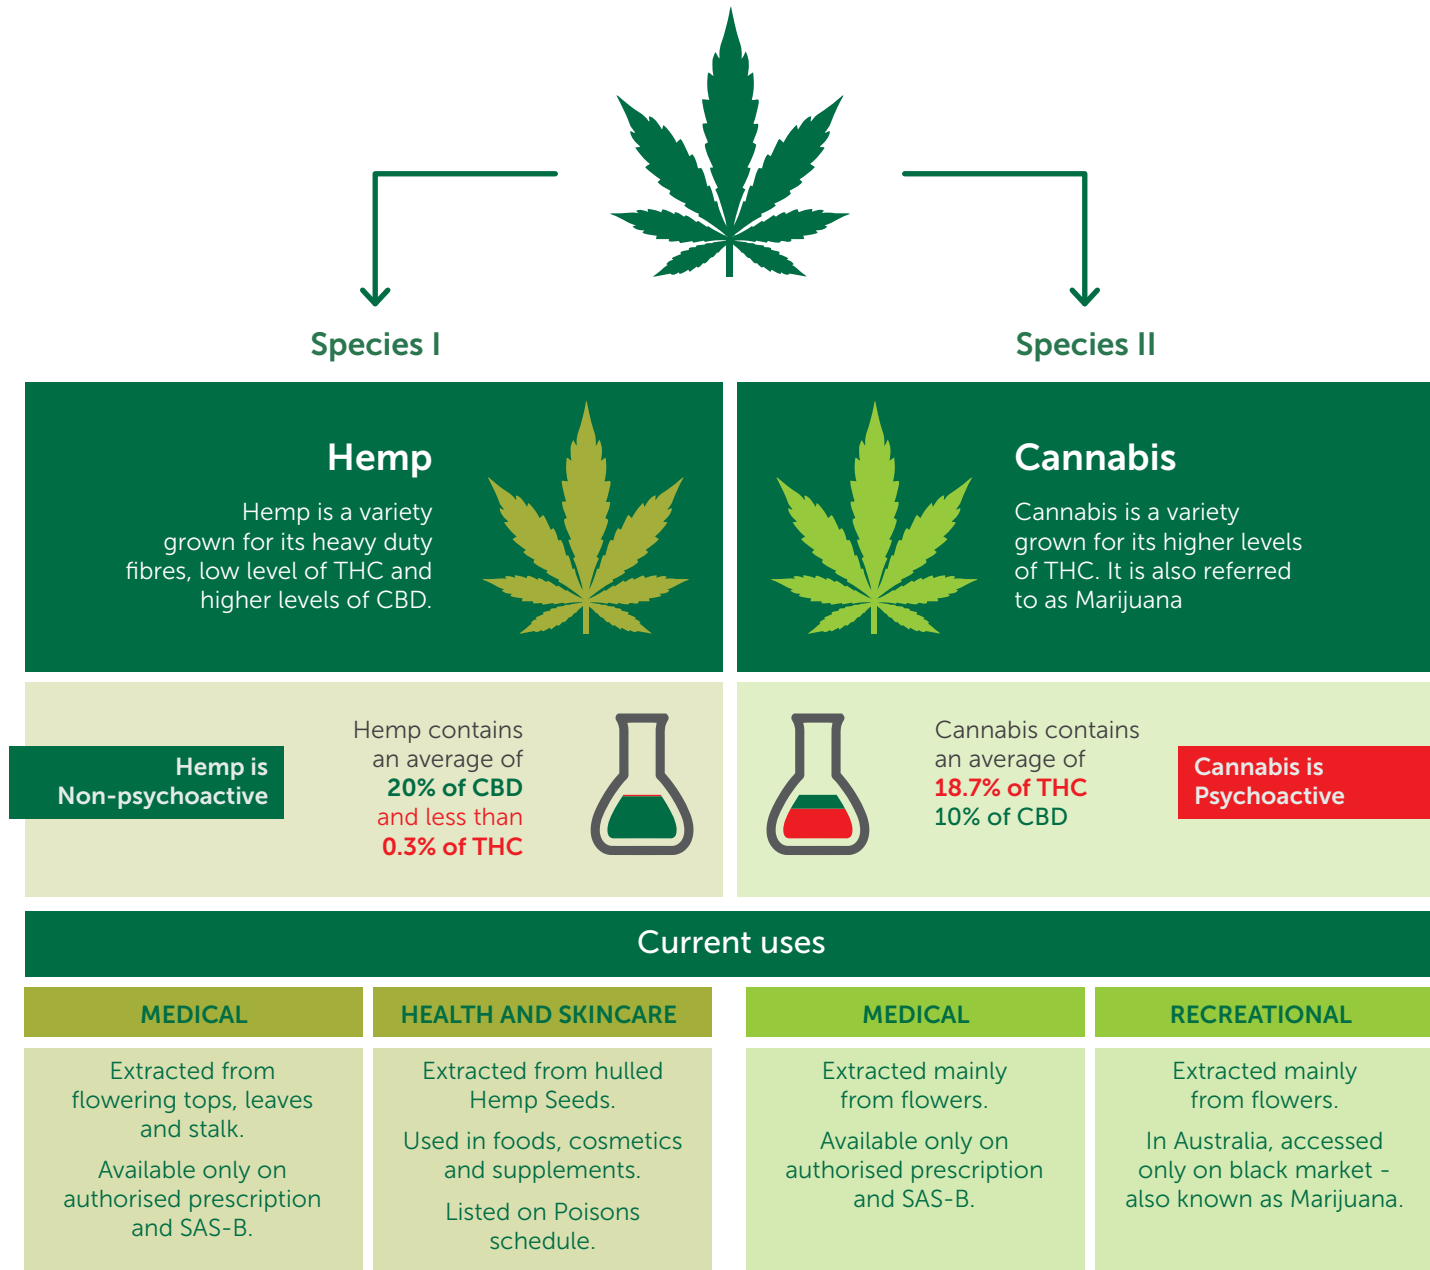 Species I
Species II
Hemp
Hemp is a variety
grown for its heavy duty
fibres, low level of THC and
higher levels of CBD.
Cannabis
Cannabis is a variety
grown for its higher levels
of THC. It is also referred
to as Marijuana
Hemp is
Non-psychoactive
Hemp contains
an average of
20% of CBD
and less than
0.3% of THC
Cannabis contains
an average of
18.7% of THC
10% of CBD
Cannabis is
Psychoactive
Current uses
MEDICAL
Extracted from
flowering tops, leaves
and stalk.
Available only on
authorised prescription
and SAS-B.
HEALTH AND SKINCARE
Extracted from hulled
Hemp Seeds.
Used in foods, cosmetics
and supplements.
Listed on Poisons
schedule.
MEDICAL
Extracted mainly
from flowers.
Available only on
authorised prescription
and SAS-B.
RECREATIONAL
Extracted mainly
from flowers.
In Australia, accessed
only on black market -
also known as Marijuana.